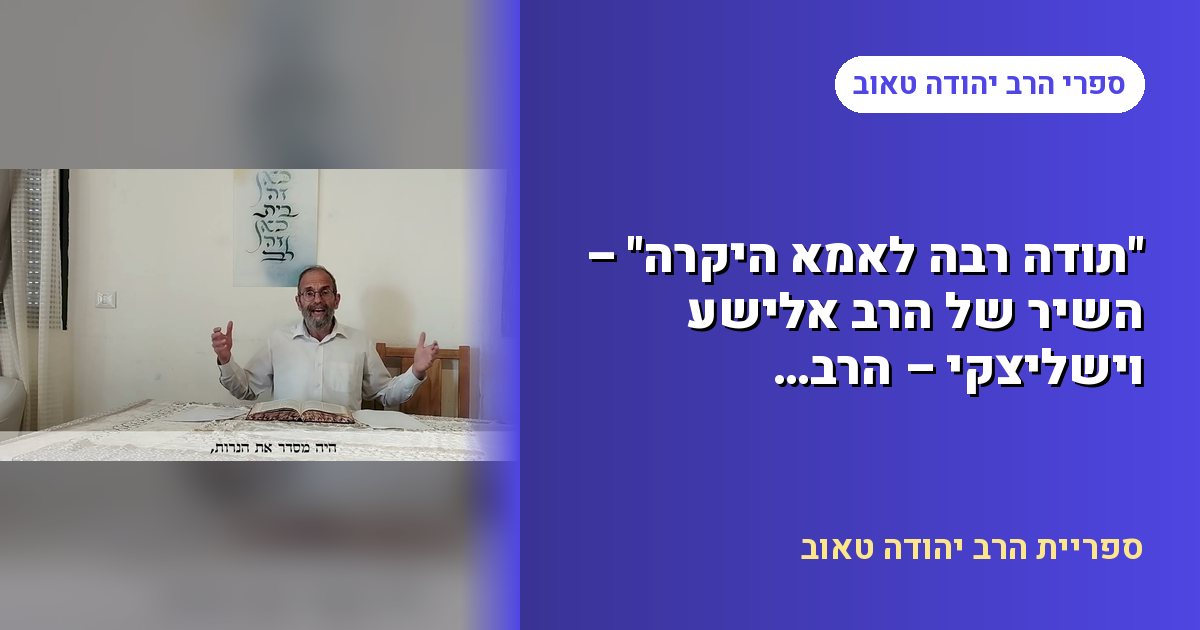 ספרי הרב יהודה טאוב
"תודה רבה לאמא היקרה" –
השיר של הרב אלישע
וישליצקי – הרב...
ספריית הרב יהודה טאוב
היה מסדר את הנרות,